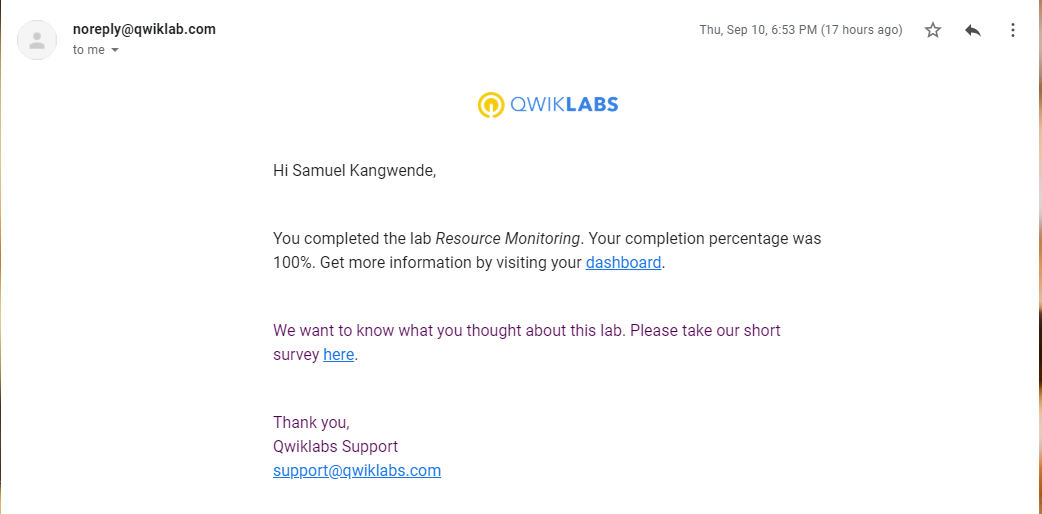 noreply@qwiklab.com
Thu, Sep 10, 6:53 PM (17 hours ago)
to me
QWIKLABS
Hi Samuel Kangwende,
You completed the lab Resource Monitoring. Your completion percentage was
100%. Get more information by visiting your dashboard.
We want to know what you thought about this lab. Please take our short
survey here.
Thank you,
Qwiklabs Support
support@qwiklabs.com